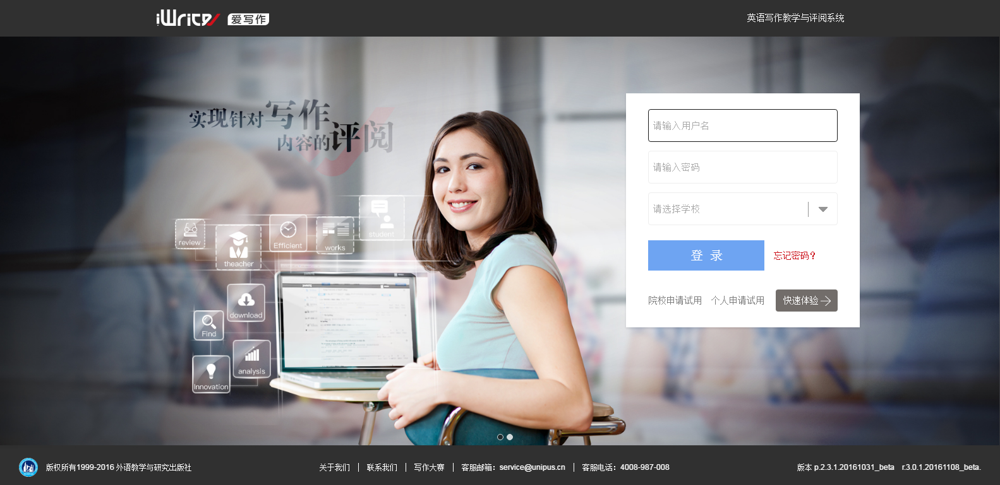 iWrite 爱写作
英语写作教学与评阅系统
实现针对写作
内容的评阅
请输入用户名
请输入密码
请选择学校
登 录
忘记密码?
院校申请试用
个人申请试用
快速体验
review
theacher
Efficient
works
student
download
Find
analysis
Innovation
版权所有1999-2016 外语教学与研究出版社
关于我们 | 联系我们 | 写作大赛 | 客服邮箱：service@unipus.cn | 客服电话：4008-987-008
版本 p.2.3.1.20161031_beta r.3.0.1.20161108_beta.